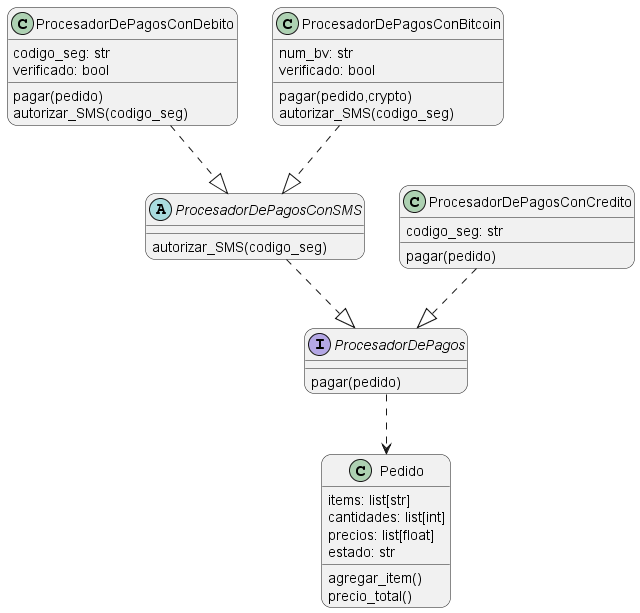 C ProcesadorDePagosConDebito
codigo_seg: str
verificado: bool
pagar(pedido)
autorizar_SMS(codigo_seg)
C ProcesadorDePagosConBitcoin
num_bv: str
verificado: bool
pagar(pedido,crypto)
autorizar_SMS(codigo_seg)
A ProcesadorDePagosConSMS
autorizar_SMS(codigo_seg)
C ProcesadorDePagosConCredito
codigo_seg: str
pagar(pedido)
I ProcesadorDePagos
pagar(pedido)
C Pedido
items: list[str]
cantidades: list[int]
precios: list[float]
estado: str
agregar_item()
precio_total()